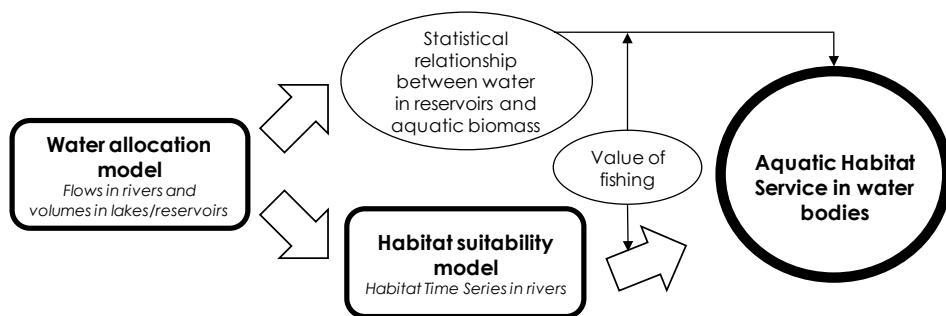 Statistical
relationship
between water
in reservoirs and
aquatic biomass
Water allocation
model
Flows in rivers and
volumes in lakes/reservoirs
Value of
fishing
Aquatic Habitat
Service in water
bodies
Habitat suitability
model
Habitat Time Series in rivers